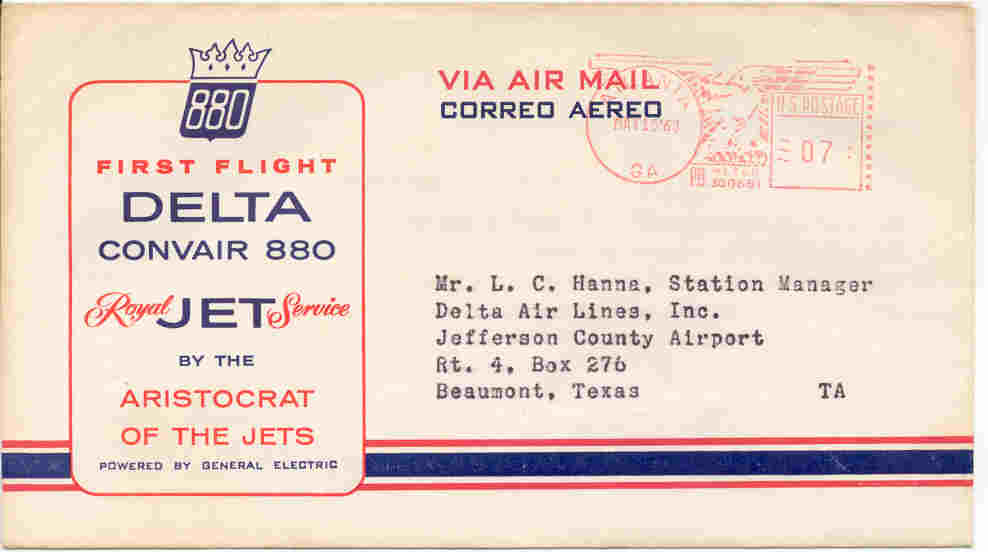 880
FIRST FLIGHT
DELTA
CONVAIR 880
Royal JET Service
BY THE
ARISTOCRAT
OF THE JETS
POWERED BY GENERAL ELECTRIC
VIA AIR MAIL
CORREO AEREO
GA
U.S. POSTAGE
07
PB METER
Mr. L. C. Hanna, Station Manager
Delta Air Lines, Inc.
Jefferson County Airport
Rt. 4, Box 276
Beaumont, Texas TA